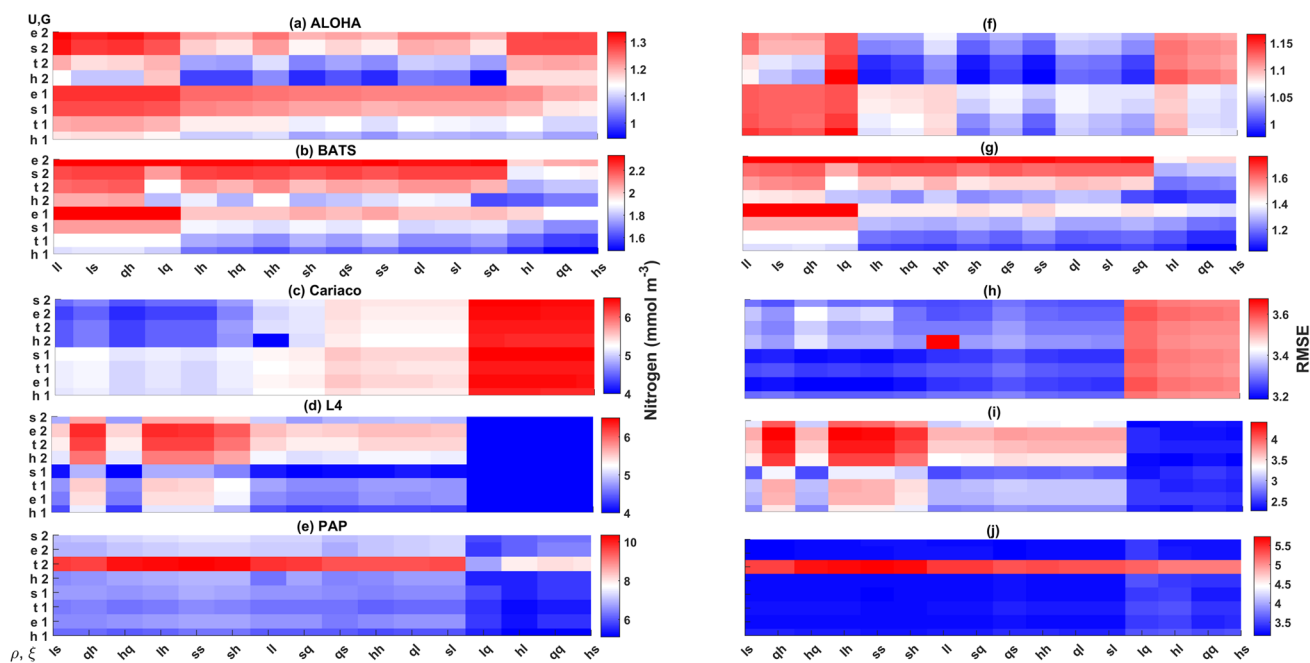 U,G
(a) ALOHA
e 2
s 2
t 2
h 2
e 1
s 1
t 1
h 1
1.3
1.2
1.1
1
(f)
1.15
1.1
1.05
1
(b) BATS
e 2
s 2
t 2
h 2
e 1
s 1
t 1
h 1
2.2
2
1.8
1.6
(g)
1.6
1.4
1.2
ll ls qh lq lh hq hh sh qs ss ql sl sq hl qq hs
ll ls qh lq lh hq hh sh qs ss ql sl sq hl qq hs
(c) Cariaco
s 2
e 2
t 2
h 2
s 1
t 1
e 1
h 1
6
5
4
(h)
3.6
3.4
3.2
Nitrogen (mmol m-3)
RMSE
(d) L4
s 2
e 2
t 2
h 2
s 1
t 1
e 1
h 1
6
5
4
(i)
4
3.5
3
2.5
(e) PAP
s 2
e 2
t 2
h 2
s 1
t 1
e 1
h 1
10
8
6
(j)
5.5
5
4.5
4
3.5
ρ, ξ
ls qh hq lh ss sh ll sq qs hh ql sl lq hl qq hs
ls qh hq lh ss sh ll sq qs hh ql sl lq hl qq hs